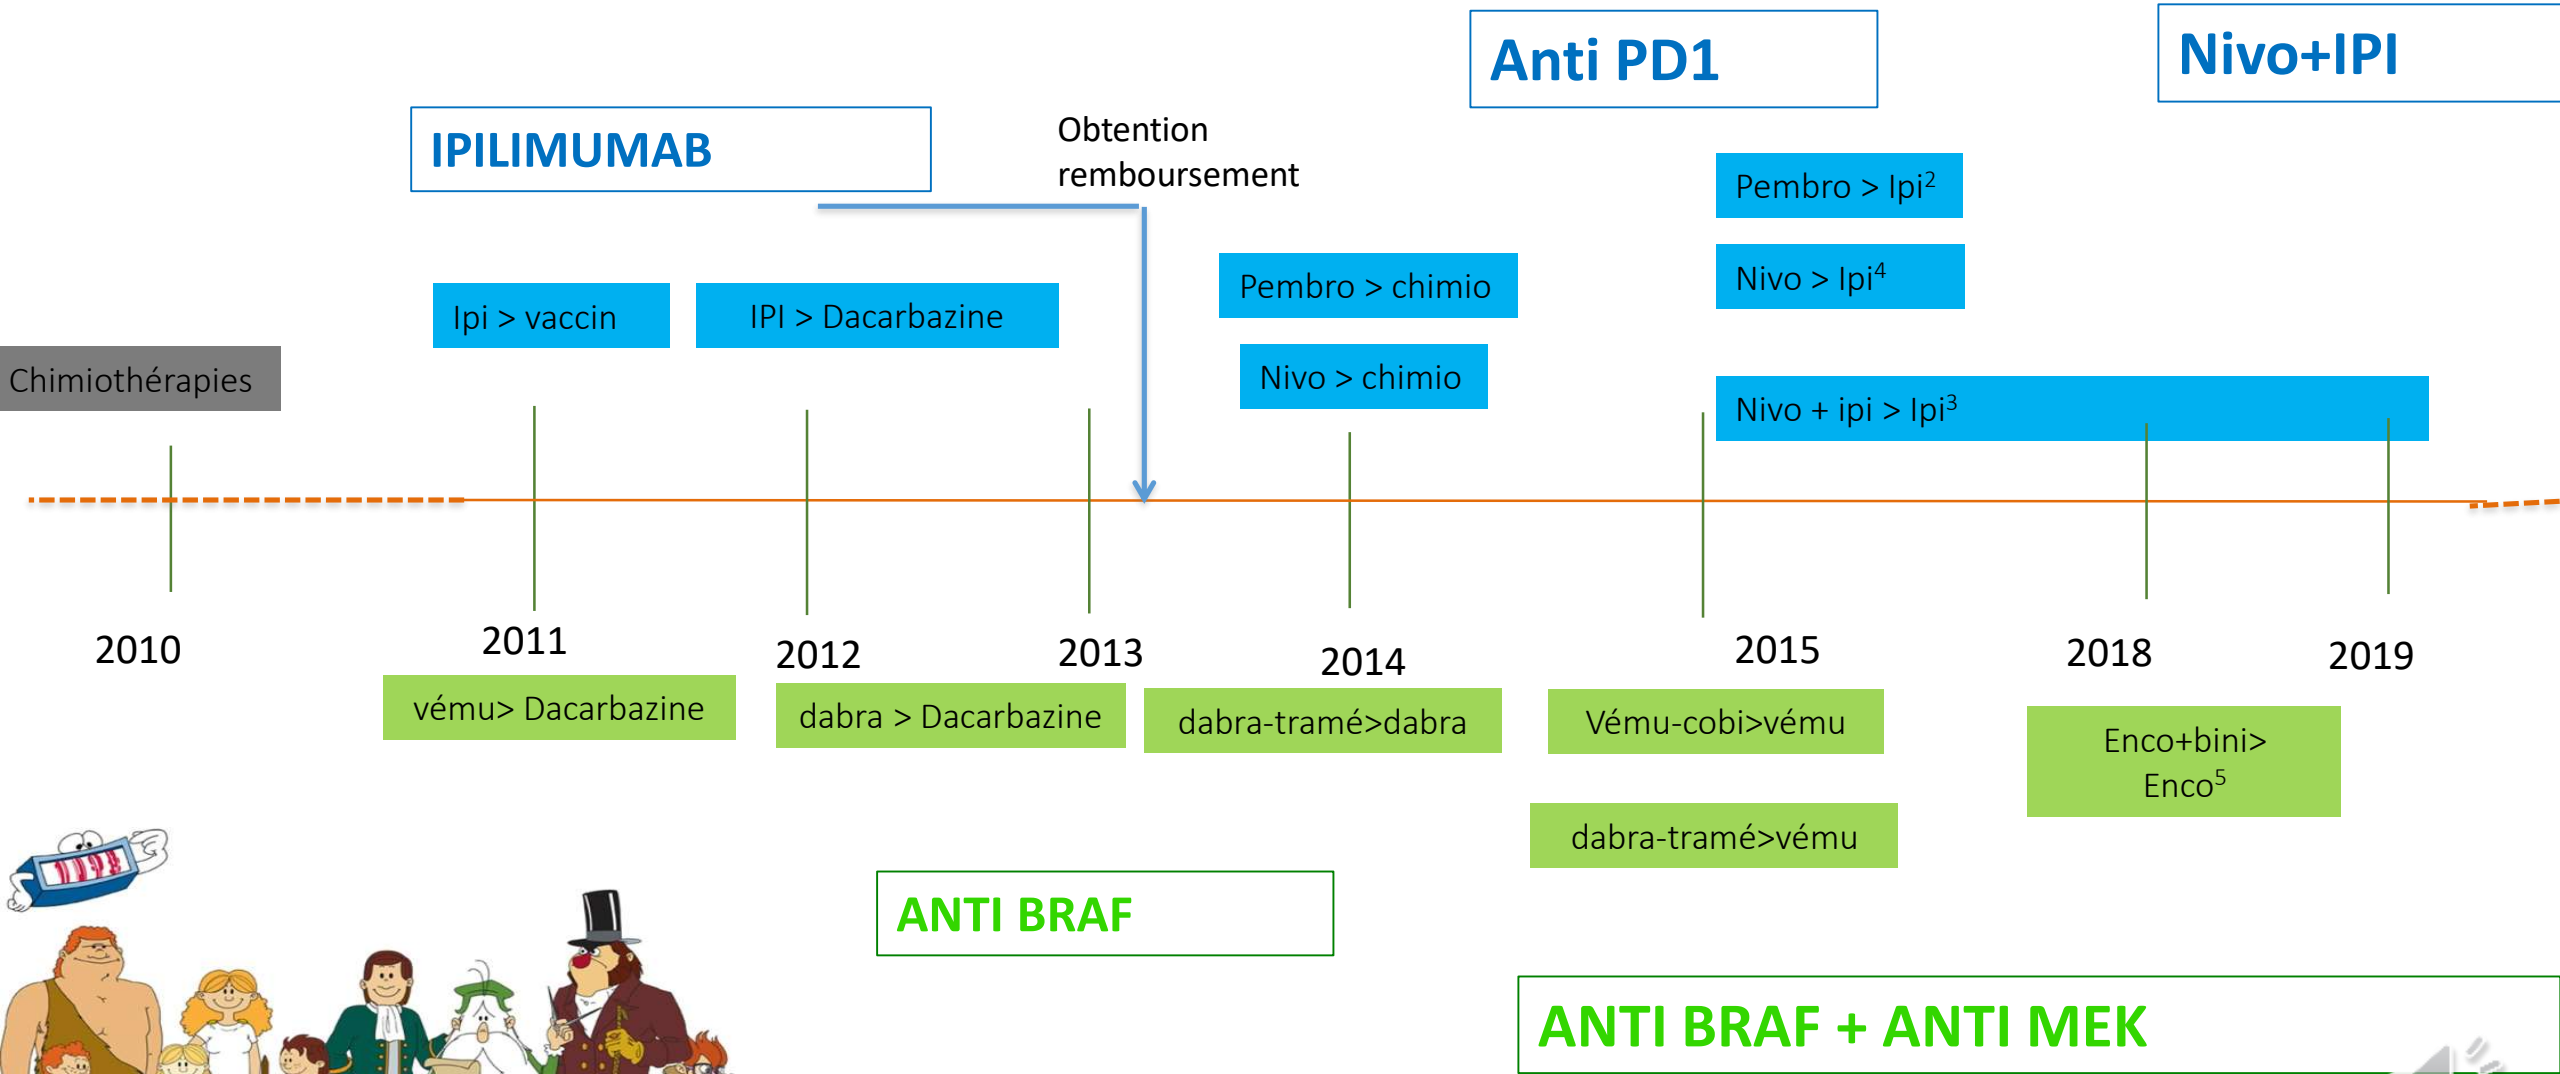 Anti PD1
Nivo+IPI
IPILIMUMAB
Obtention
remboursement
Pembro > Ipi²
Nivo > Ipi⁴
Pembro > chimio
Ipi > vaccin
IPI > Dacarbazine
Nivo > chimio
Chimiothérapies
Nivo + ipi > Ipi³
2010
2011
2012
2013
2014
2015
2018
2019
vému> Dacarbazine
dabra > Dacarbazine
dabra-tramé>dabra
Vému-cobi>vému
Enco+bini>
Enco⁵
dabra-tramé>vému
ANTI BRAF
ANTI BRAF + ANTI MEK